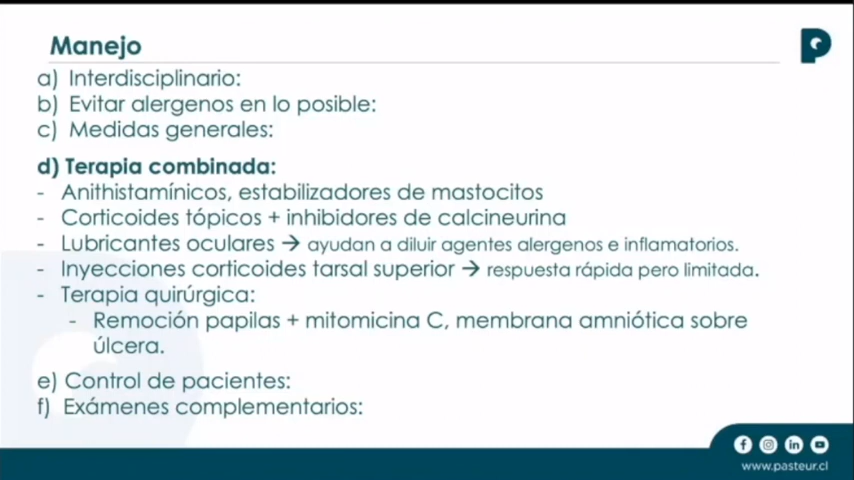 Manejo
a) Interdisciplinario:
b) Evitar alergenos en lo posible:
c) Medidas generales:
d) Terapia combinada:
- Anithistamínicos, estabilizadores de mastocitos
- Corticoides tópicos + inhibidores de calcineurina
- Lubricantes oculares → ayudan a diluir agentes alergenos e inflamatorios.
- Inyecciones corticoides tarsal superior → respuesta rápida pero limitada.
- Terapia quirúrgica:
- Remoción papilas + mitomicina C, membrana amniótica sobre
úlcera.
e) Control de pacientes:
f) Exámenes complementarios:
www.pasteur.cl